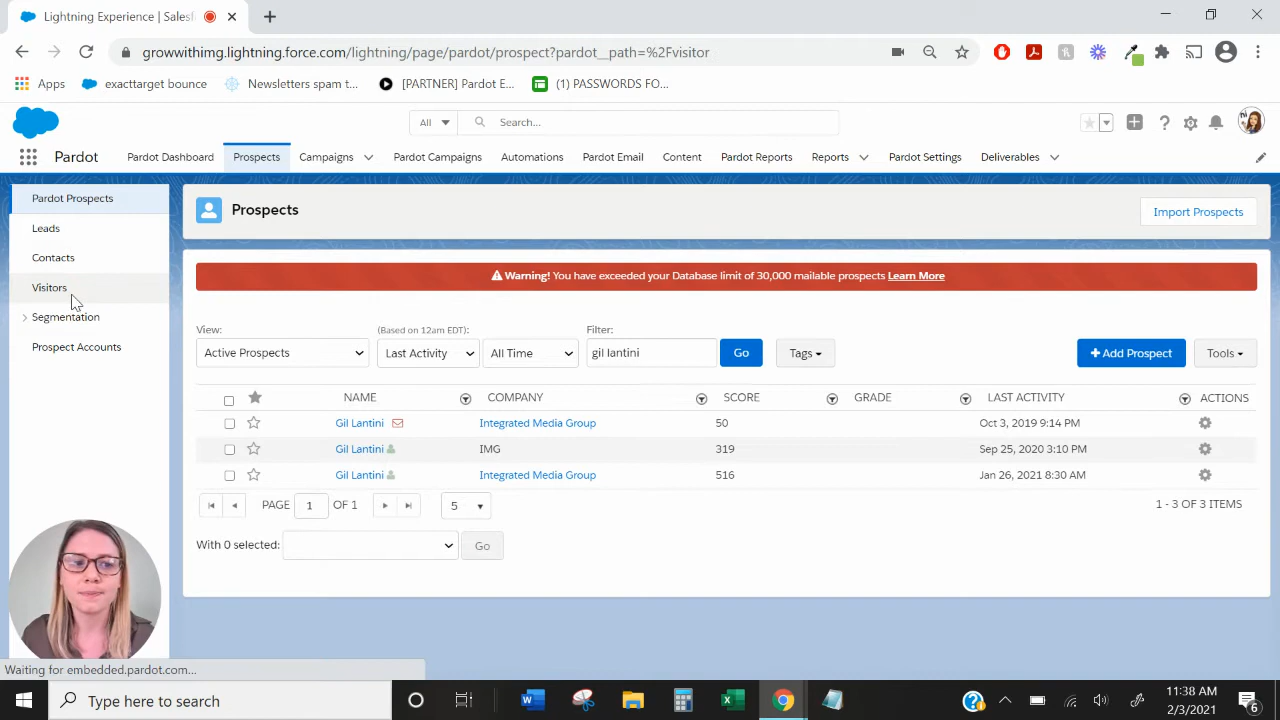 Lightning Experience | Salesf
growwithimg.lightning.force.com/lightning/page/pardot/prospect?pardot__path=%2Fvisitor
Apps
exacttarget bounce
Newsletters spam t...
[PARTNER] Pardot E...
(1) PASSWORDS FO...
All
Search...
Pardot
Pardot Dashboard
Prospects
Campaigns
Pardot Campaigns
Automations
Pardot Email
Content
Pardot Reports
Reports
Pardot Settings
Deliverables
Pardot Prospects
Leads
Contacts
Visitors
Segmentation
Prospect Accounts
Prospects
Import Prospects
Warning! You have exceeded your Database limit of 30,000 mailable prospects Learn More
View:
(Based on 12am EDT):
Filter:
Active Prospects
Last Activity
All Time
gil lantini
Go
Tags
+ Add Prospect
Tools
NAME COMPANY SCORE GRADE LAST ACTIVITY ACTIONS
Gil Lantini Integrated Media Group 50 Oct 3, 2019 9:14 PM
Gil Lantini IMG 319 Sep 25, 2020 3:10 PM
Gil Lantini Integrated Media Group 516 Jan 26, 2021 8:30 AM
PAGE 1 OF 1 5 1 - 3 OF 3 ITEMS
With 0 selected: Go
Waiting for embedded.pardot.com...
Type here to search
11:38 AM
2/3/2021
6